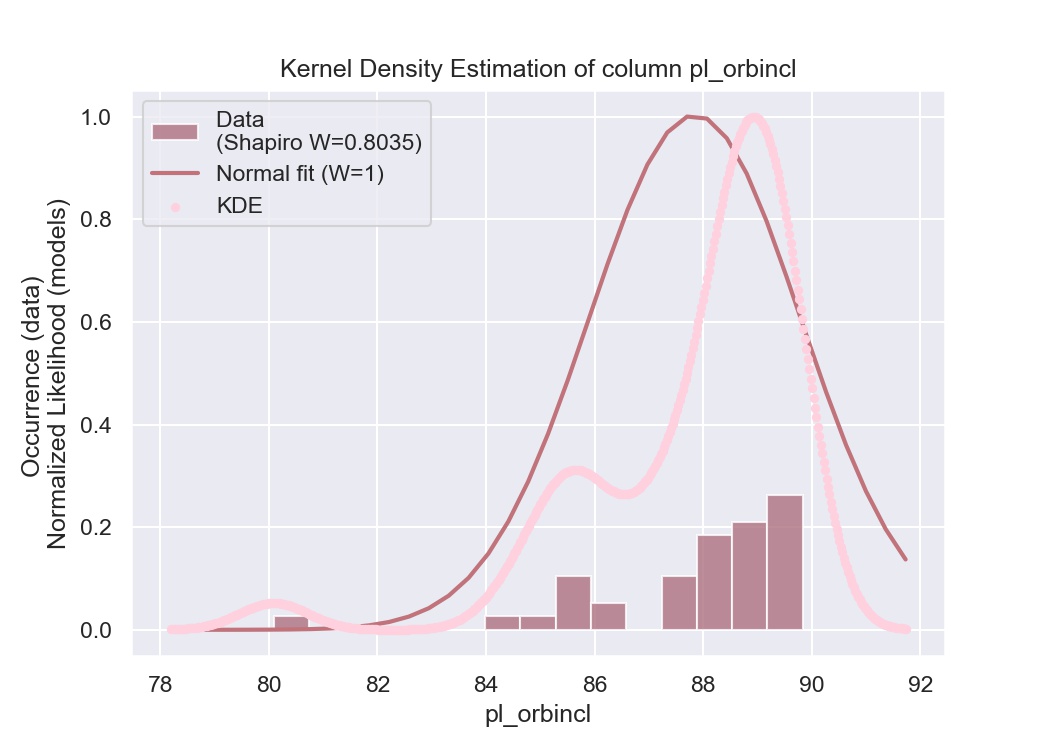 Kernel Density Estimation of column pl_orbincl
Data
(Shapiro W=0.8035)
Normal fit (W=1)
KDE
Occurrence (data)
Normalized Likelihood (models)
1.0
0.8
0.6
0.4
0.2
0.0
78 80 82 84 86 88 90 92
pl_orbincl